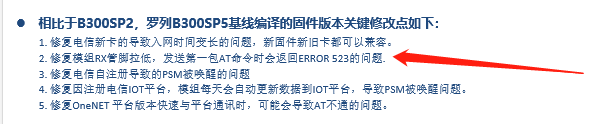 相比于B300SP2，罗列B300SP5基线编译的固件版本关键修改点如下：
1. 修复电信新卡的导致入网时间变长的问题，新固件新旧卡都可以兼容。
2. 修复模组RX管脚拉低，发送第一包AT命令时会返回ERROR 523的问题.
3. 修复电信自注册导致的PSM被唤醒的问题
4. 修复因注册电信IOT平台，模组每天会自动更新数据到IOT平台，导致PSM被唤醒问题。
5. 修复OneNET 平台版本快速与平台通讯时，可能会导致AT不通的问题。